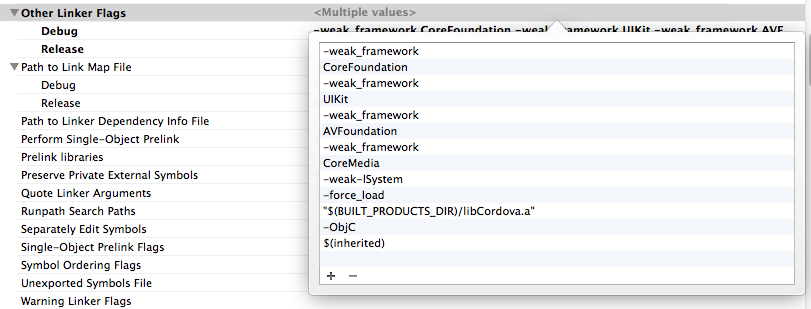 Other Linker Flags <Multiple values>
Debug -weak_framework CoreFoundation -weak_framework UIKit -weak_framework AVF
Release
Path to Link Map File
Debug
Release
Path to Linker Dependency Info File
Perform Single-Object Prelink
Prelink libraries
Preserve Private External Symbols
Quote Linker Arguments
Runpath Search Paths
Separately Edit Symbols
Single-Object Prelink Flags
Symbol Ordering Flags
Unexported Symbols File
Warning Linker Flags
-weak_framework
CoreFoundation
-weak_framework
UIKit
-weak_framework
AVFoundation
-weak_framework
CoreMedia
-weak-lSystem
-force_load
"$(BUILT_PRODUCTS_DIR)/libCordova.a"
-ObjC
$(inherited)
+ −